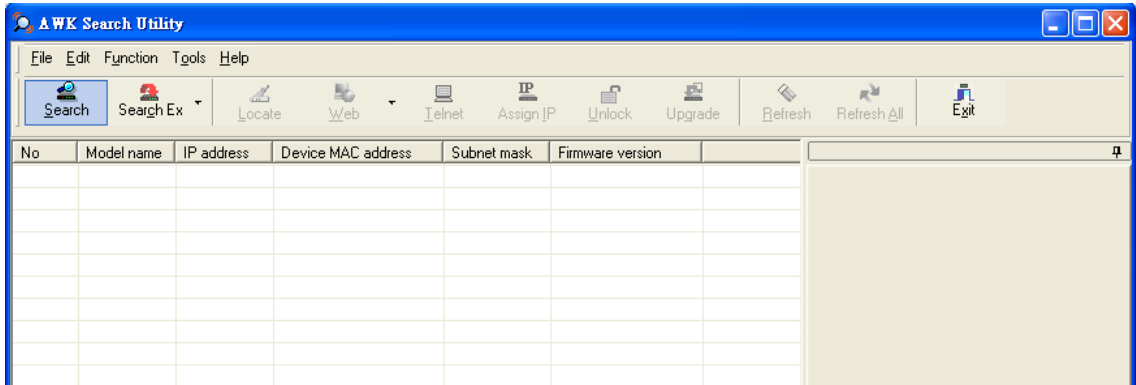 AWK Search Utility
File Edit Function Tools Help
Search Search Ex Locate Web Telnet Assign IP Unlock Upgrade Refresh Refresh All Exit
No Model name IP address Device MAC address Subnet mask Firmware version